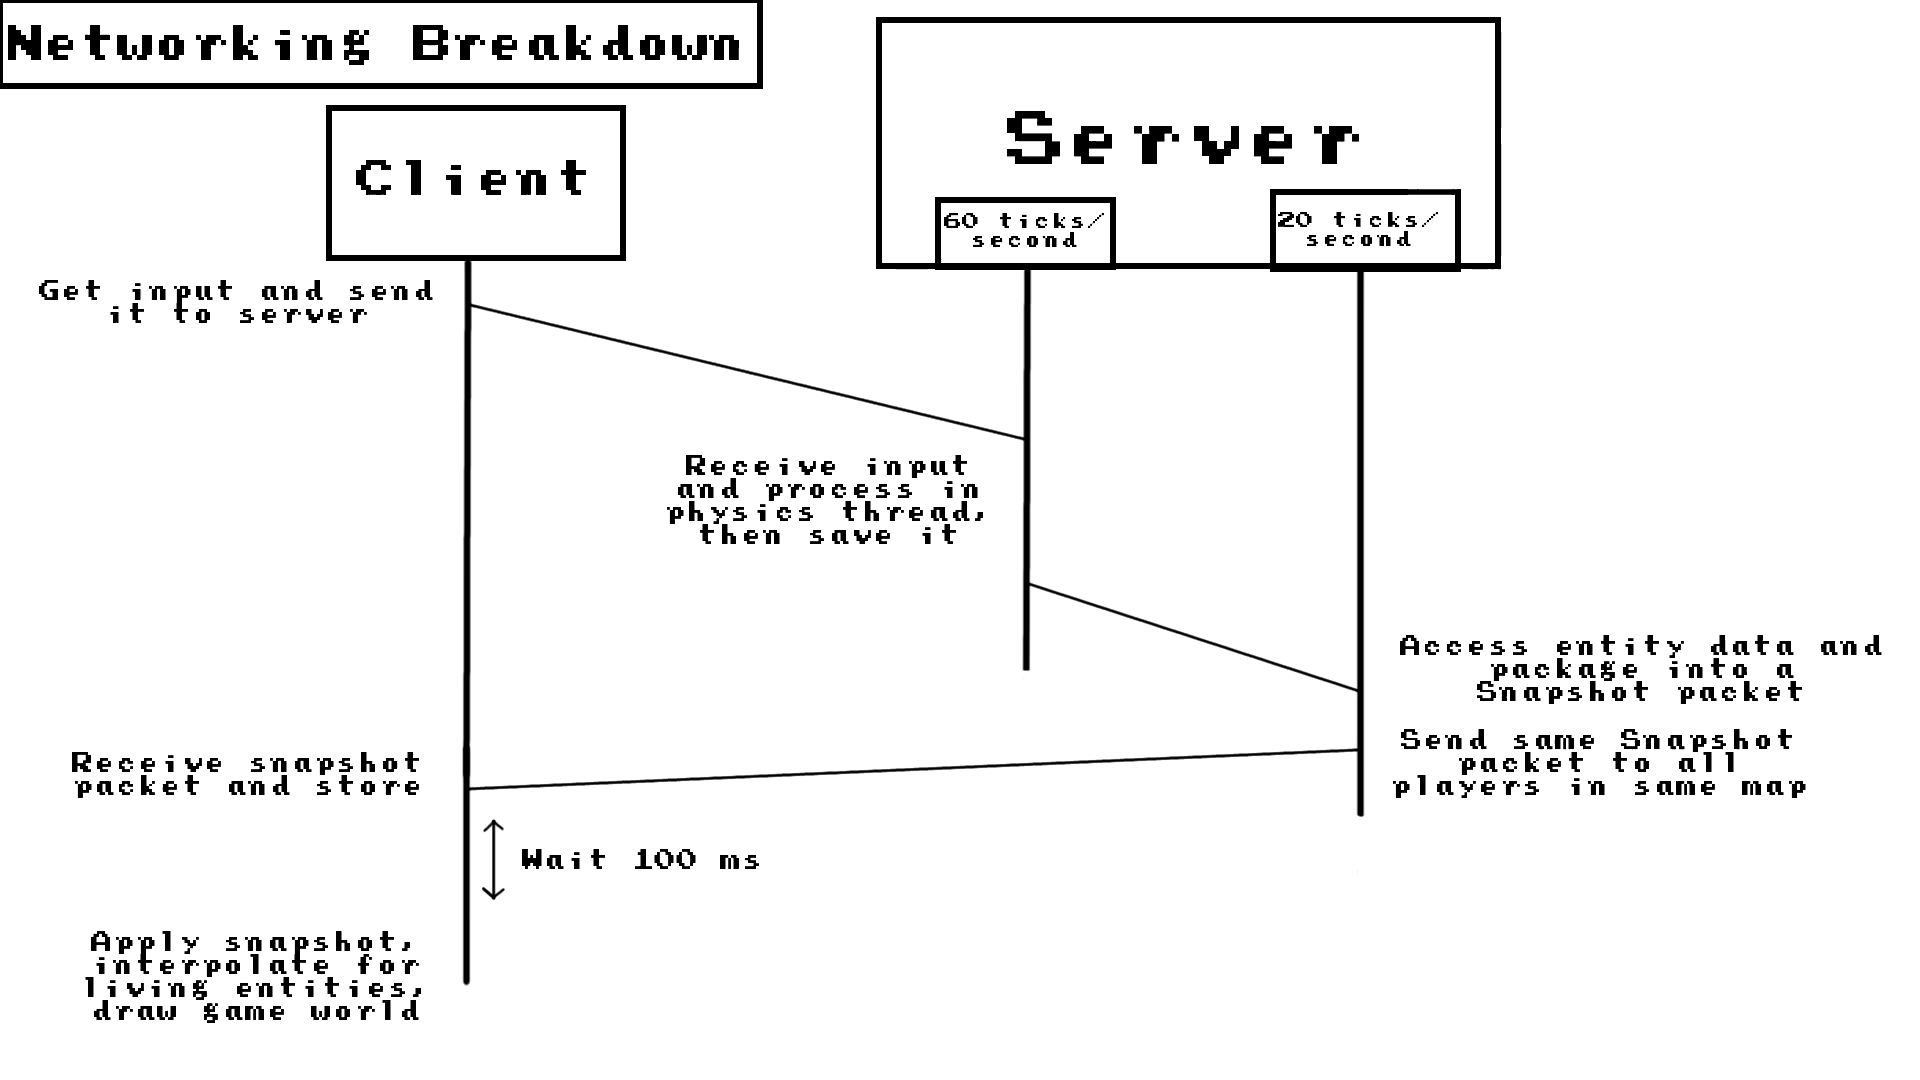 Networking Breakdown
Client
Server
60 ticks/
second
20 ticks/
second
Get input and send
it to server
Receive input
and process in
physics thread,
then save it
Access entity data and
package into a
Snapshot packet
Send same Snapshot
packet to all
players in same map
Receive snapshot
packet and store
Wait 100 ms
Apply snapshot,
interpolate for
living entities,
draw game world